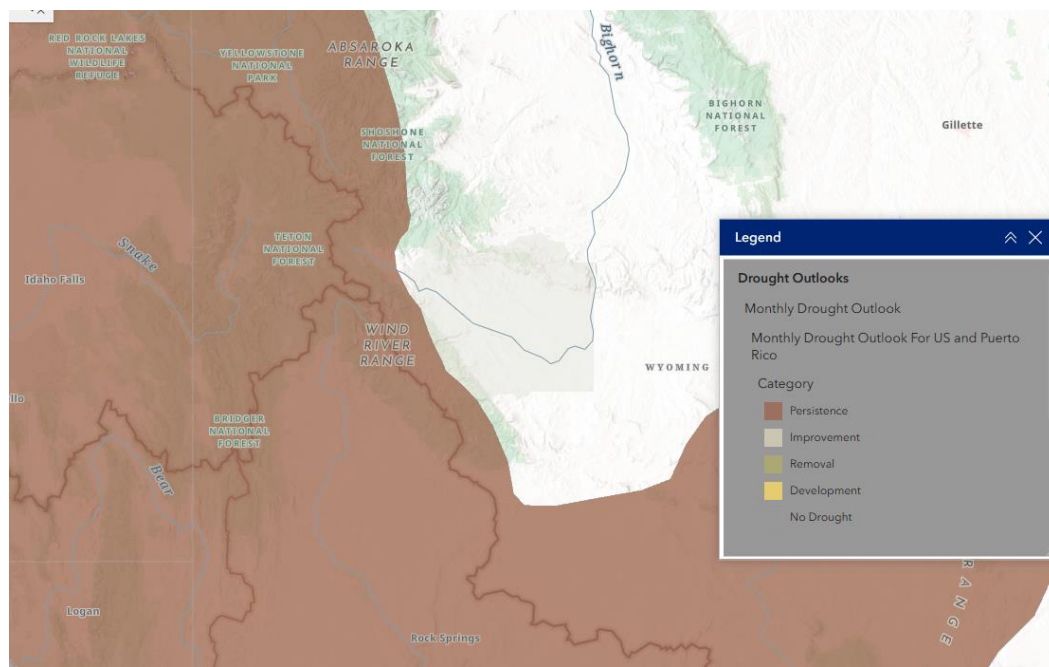 RED ROCK LAKES
NATIONAL
WILDLIFE
REFUGE
YELLOWSTONE
NATIONAL
PARK
ABSAROKA
RANGE
Bighorn
BIGHORN
NATIONAL
FOREST
Gillette
SHOSHONE
NATIONAL
FOREST
Snake
TETON
NATIONAL
FOREST
Idaho Falls
WIND
RIVER
RANGE
WYOMING
llo
BRIDGER
NATIONAL
FOREST
Bear
Logan
Rock Springs
RANGE
Legend
Drought Outlooks
Monthly Drought Outlook
Monthly Drought Outlook For US and Puerto
Rico
Category
Persistence
Improvement
Removal
Development
No Drought